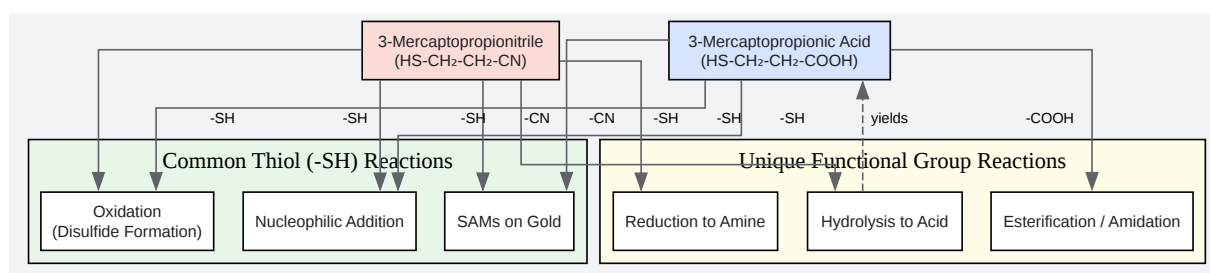 3-Mercaptopropionitrile
(HS-CH₂-CH₂-CN)
3-Mercaptopropionic Acid
(HS-CH₂-CH₂-COOH)
-SH
-SH
-SH
-CN
-CN
-SH
-SH
-SH
yields
-COOH
Common Thiol (-SH) Reactions
Unique Functional Group Reactions
Oxidation
(Disulfide Formation)
Nucleophilic Addition
SAMs on Gold
Reduction to Amine
Hydrolysis to Acid
Esterification / Amidation